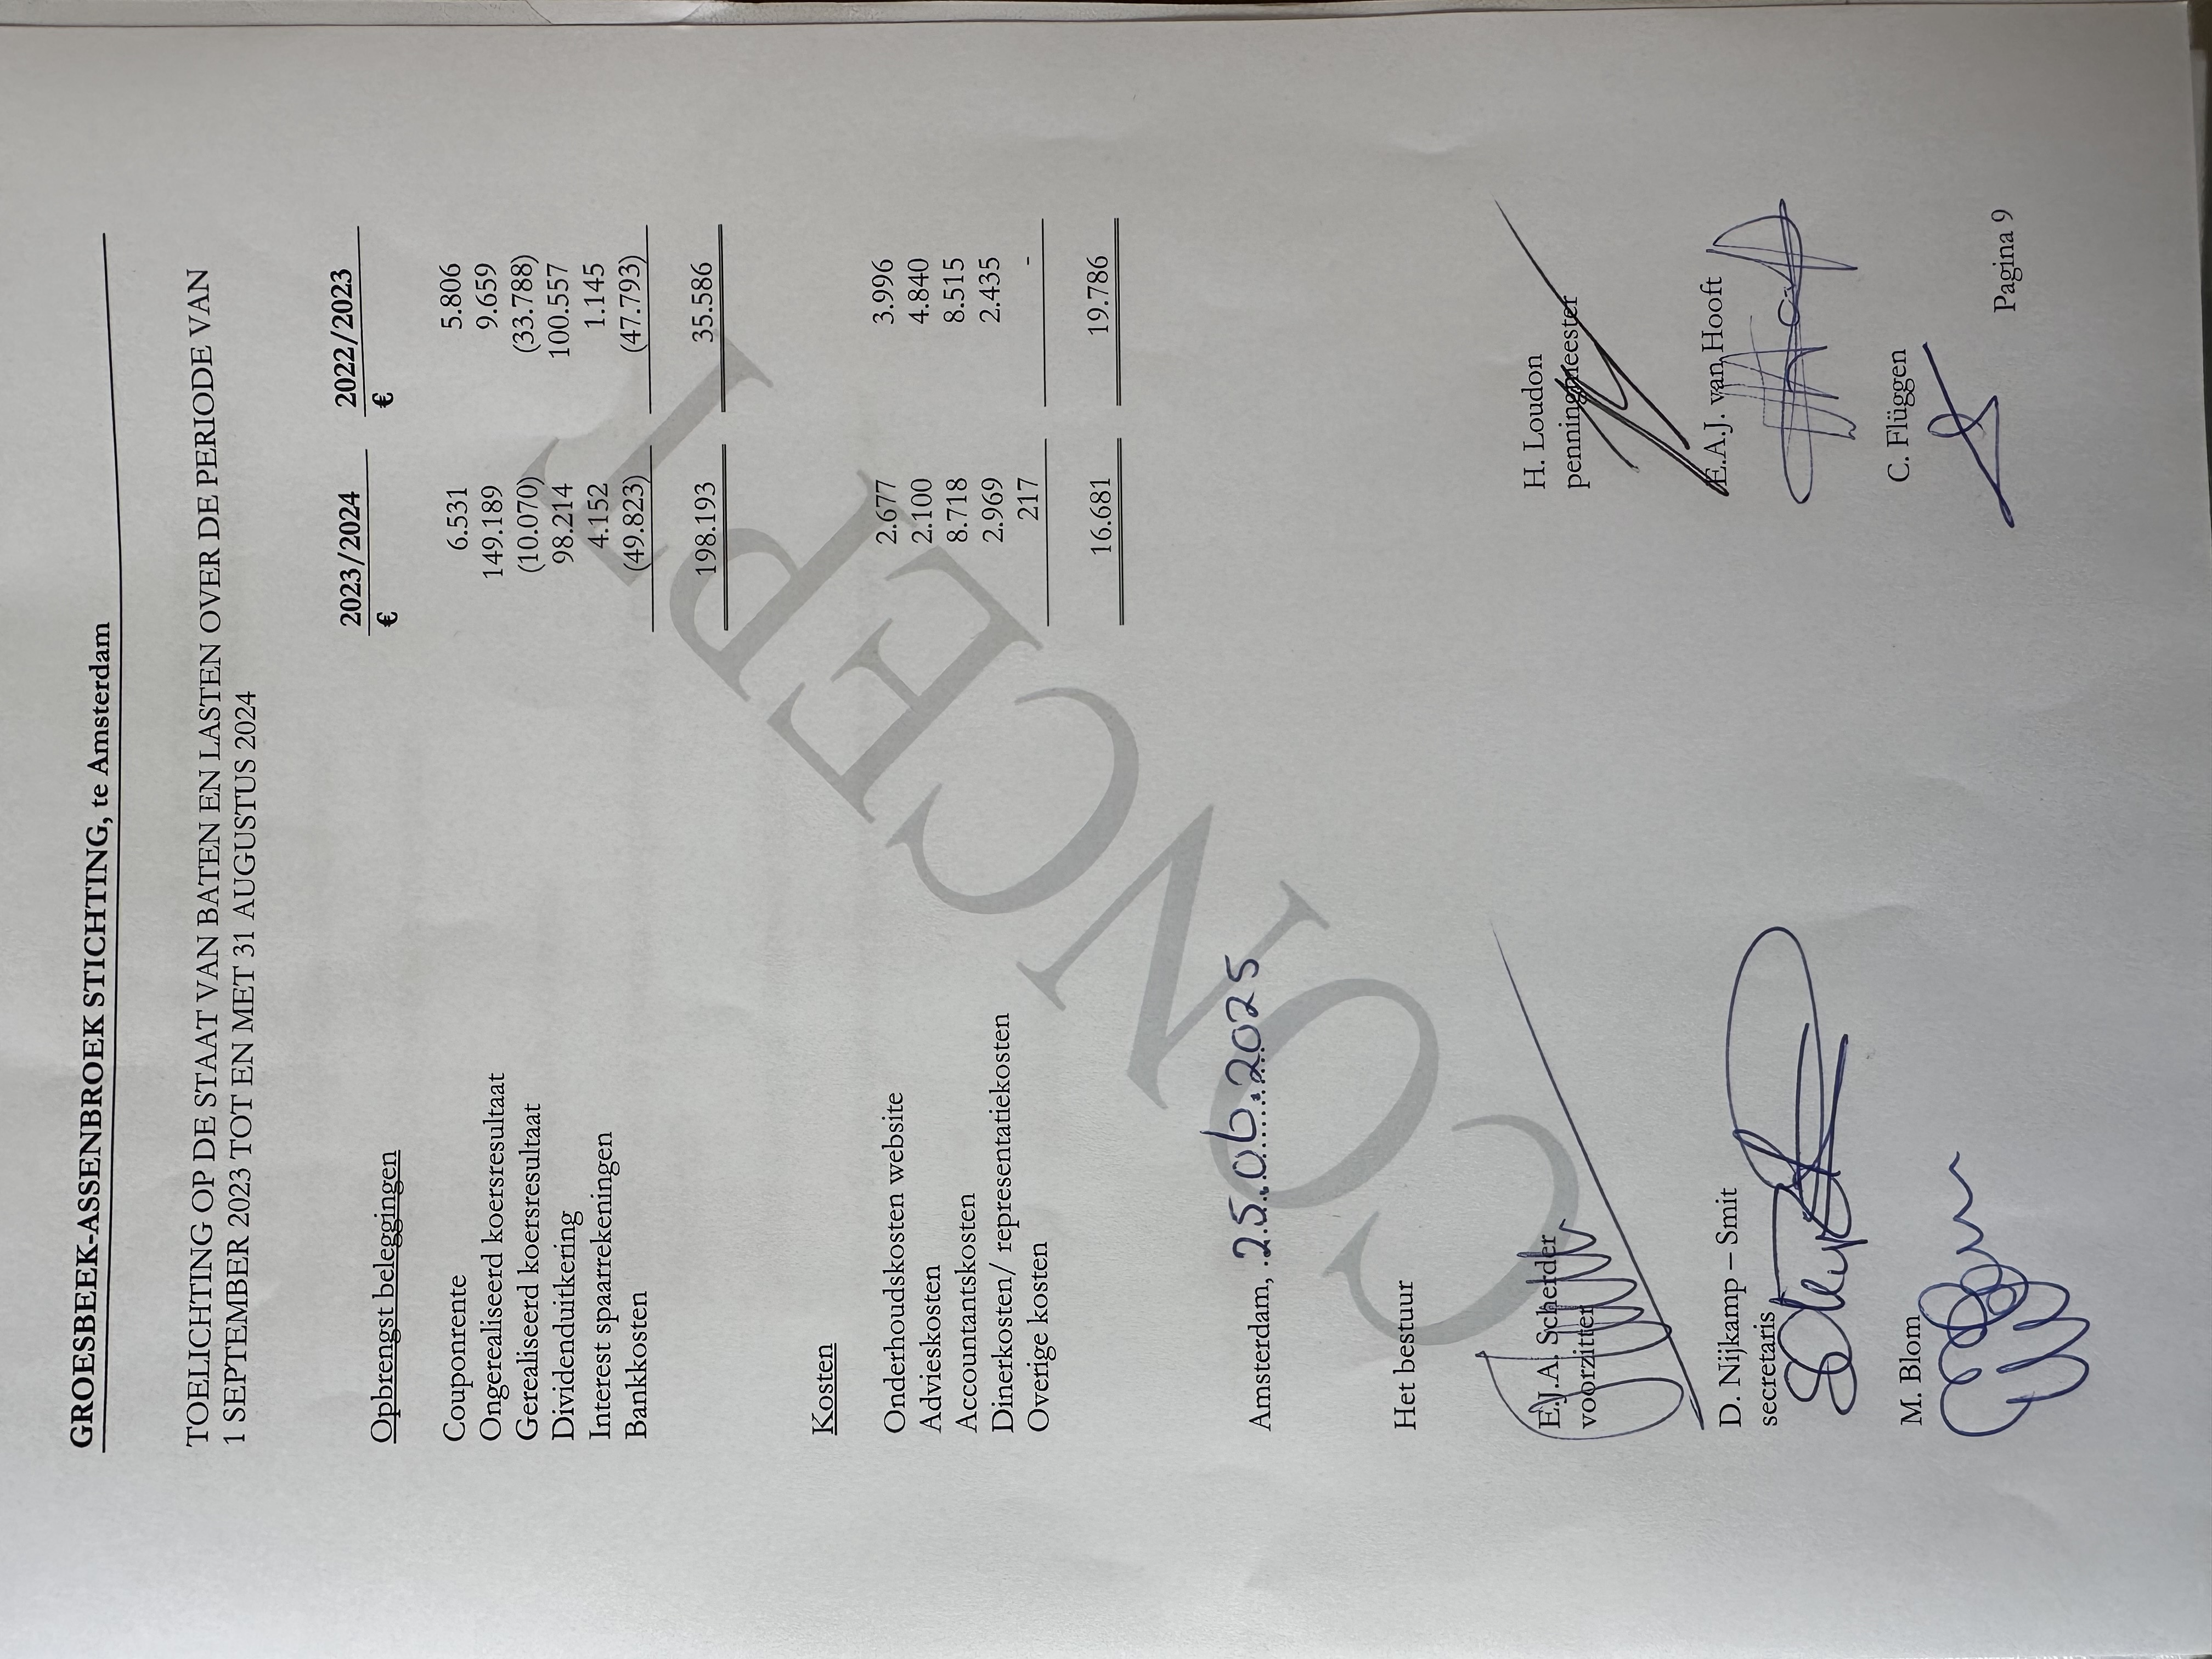 GROESBEEK-ASSENBROEK STICHTING, te Amsterdam
TOELICHTING OP DE STAAT VAN BATEN EN LASTEN OVER DE PERIODE VAN
1 SEPTEMBER 2023 TOT EN MET 31 AUGUSTUS 2024
2023/2024 2022/2023
€ €
Opbrengst beleggingen
Couponrente 6.531 5.806
Ongerealiseerd koersresultaat 149.189 9.659
Gerealiseerd koersresultaat (10.070) (33.788)
Dividenduitkering 98.214 100.557
Interest spaarrekeningen 4.152 1.145
Bankkosten (49.823) (47.793)
198.193 35.586
Kosten
Onderhoudskosten website 2.677 3.996
Advieskosten 2.100 4.840
Accountantskosten 8.718 8.515
Dinerkosten/ representatiekosten 2.969 2.435
Overige kosten 217 -
16.681 19.786
CONCEPT
Amsterdam, 25.06.2025
Het bestuur
E.J.A. Scherder H. Loudon
voorzitter penningmeester
D. Nijkamp – Smit E.A.J. van Hooft
secretaris
M. Blom C. Flüggen
Pagina 9